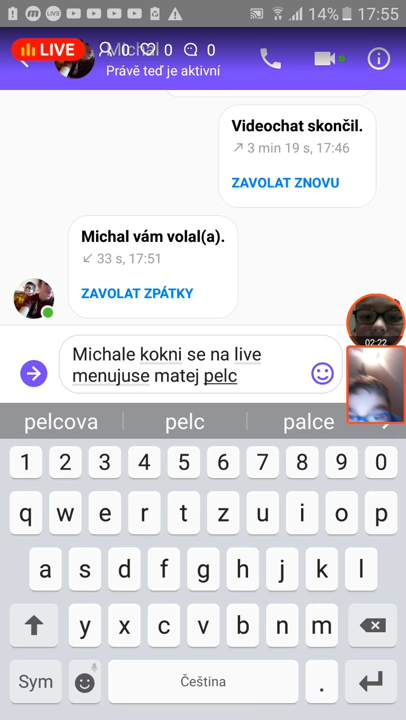 14% 17:55
LIVE 0 0 0
Michal
Právě teď je aktivní
Videochat skončil.
3 min 19 s, 17:46
ZAVOLAT ZNOVU
Michal vám volal(a).
33 s, 17:51
ZAVOLAT ZPÁTKY
02:22
Michale kokni se na live
menujuse matej pelc
pelcova pelc palce
1 2 3 4 5 6 7 8 9 0
q w e r t z u i o p
a s d f g h j k l
y x c v b n m
Sym Čeština .